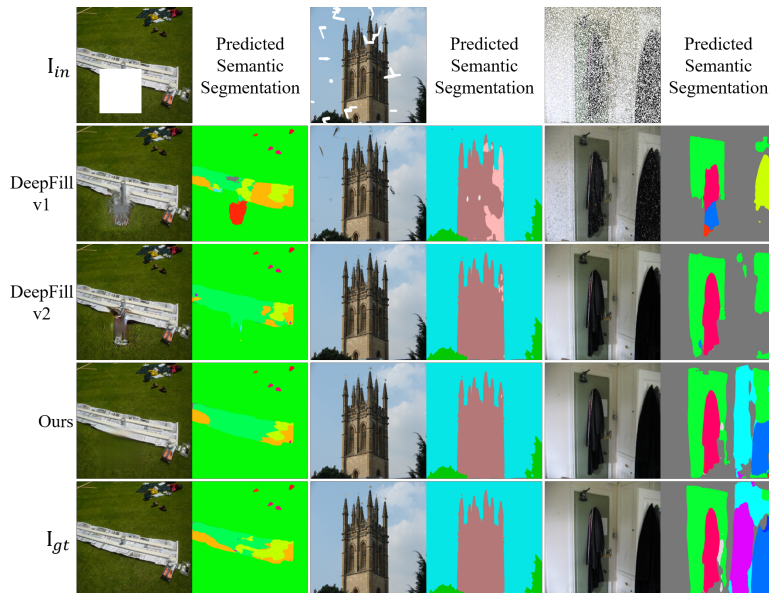 I_in
Predicted
Semantic
Segmentation
Predicted
Semantic
Segmentation
Predicted
Semantic
Segmentation
DeepFill
v1
DeepFill
v2
Ours
I_gt